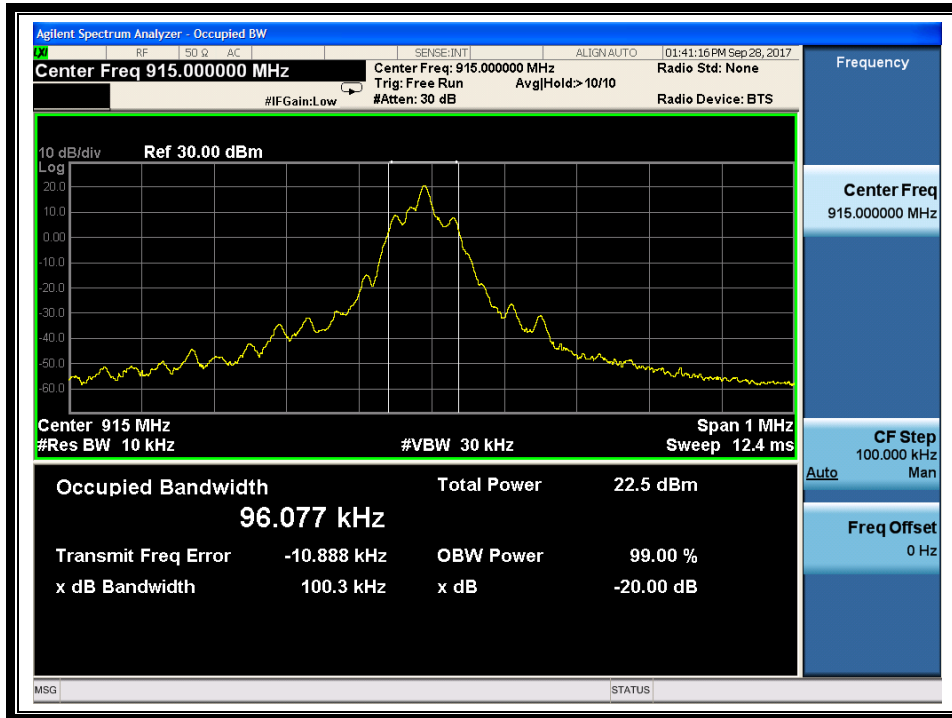 Agilent Spectrum Analyzer - Occupied BW
LXI RF 50 Ω AC SENSE:INT ALIGN AUTO 01:41:16 PM Sep 28, 2017
Center Freq 915.000000 MHz
Center Freq: 915.000000 MHz Radio Std: None
Trig: Free Run Avg|Hold:> 10/10
#IFGain:Low #Atten: 30 dB Radio Device: BTS
10 dB/div Ref 30.00 dBm
Log
20.0
10.0
0.00
-10.0
-20.0
-30.0
-40.0
-50.0
-60.0
Center 915 MHz Span 1 MHz
#Res BW 10 kHz #VBW 30 kHz Sweep 12.4 ms
Occupied Bandwidth Total Power 22.5 dBm
96.077 kHz
Transmit Freq Error -10.888 kHz OBW Power 99.00 %
x dB Bandwidth 100.3 kHz x dB -20.00 dB
MSG STATUS
Frequency
Center Freq
915.000000 MHz
CF Step
100.000 kHz
Auto Man
Freq Offset
0 Hz